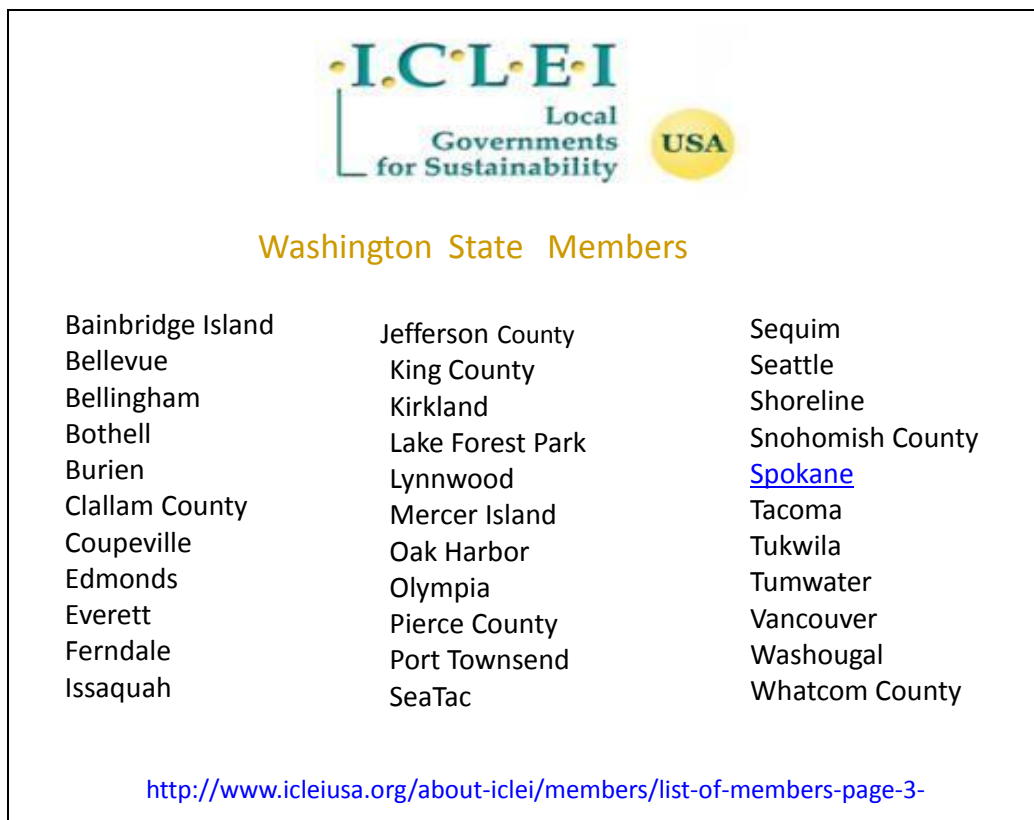 I.C.L.E.I
Local
Governments
for Sustainability
USA
Washington State Members
Bainbridge Island
Bellevue
Bellingham
Bothell
Burien
Clallam County
Coupeville
Edmonds
Everett
Ferndale
Issaquah
Jefferson County
King County
Kirkland
Lake Forest Park
Lynnwood
Mercer Island
Oak Harbor
Olympia
Pierce County
Port Townsend
SeaTac
Sequim
Seattle
Shoreline
Snohomish County
Spokane
Tacoma
Tukwila
Tumwater
Vancouver
Washougal
Whatcom County
http://www.icleiusa.org/about-iclei/members/list-of-members-page-3-